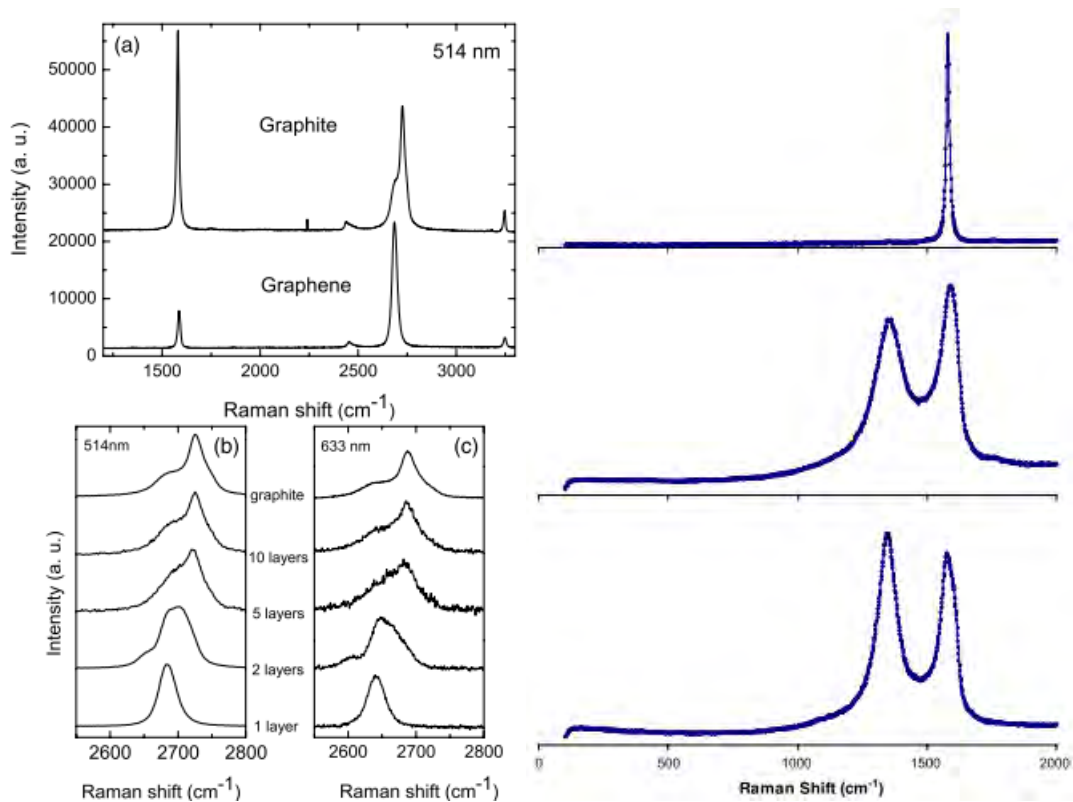 (a)
514 nm
Intensity (a. u.)
50000
40000
30000
20000
10000
0
Graphite
Graphene
1500 2000 2500 3000
Raman shift (cm⁻¹)
514nm (b)
633 nm (c)
Intensity (a. u.)
graphite
10 layers
5 layers
2 layers
1 layer
2600 2700 2800
2600 2700 2800
Raman shift (cm⁻¹)
Raman shift (cm⁻¹)
0 500 1000 1500 2000
Raman Shift (cm⁻¹)